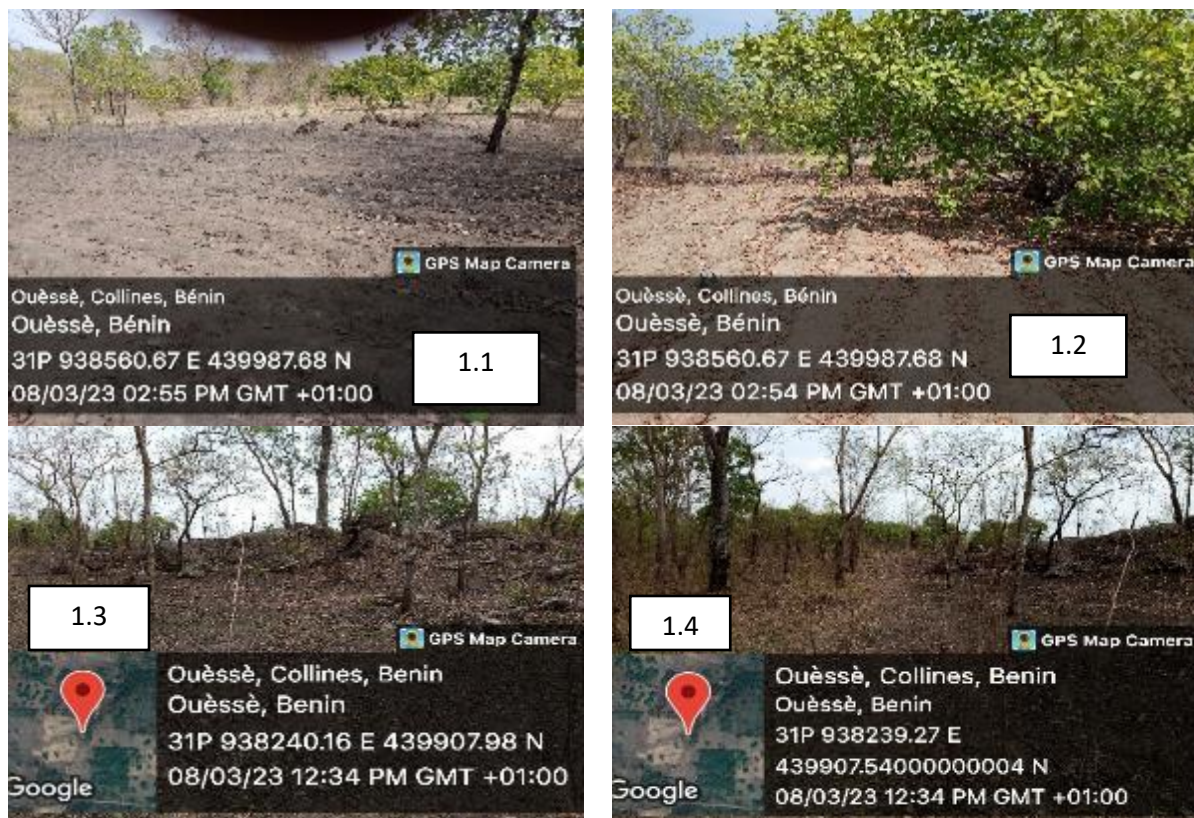 GPS Map Camera
Ouèssè, Collines, Bénin
Ouèssè, Bénin
31P 938560.67 E 439987.68 N
08/03/23 02:55 PM GMT +01:00
1.1
GPS Map Camera
Ouèssè, Collines, Bénin
Ouèssè, Bénin
31P 938560.67 E 439987.68 N
08/03/23 02:54 PM GMT +01:00
1.2
1.3
GPS Map Camera
Ouèssè, Collines, Benin
Ouèssè, Benin
31P 938240.16 E 439907.98 N
08/03/23 12:34 PM GMT +01:00
Google
1.4
GPS Map Camera
Ouèssè, Collines, Benin
Ouèssè, Benin
31P 938239.27 E
439907.54000000004 N
08/03/23 12:34 PM GMT +01:00
Google